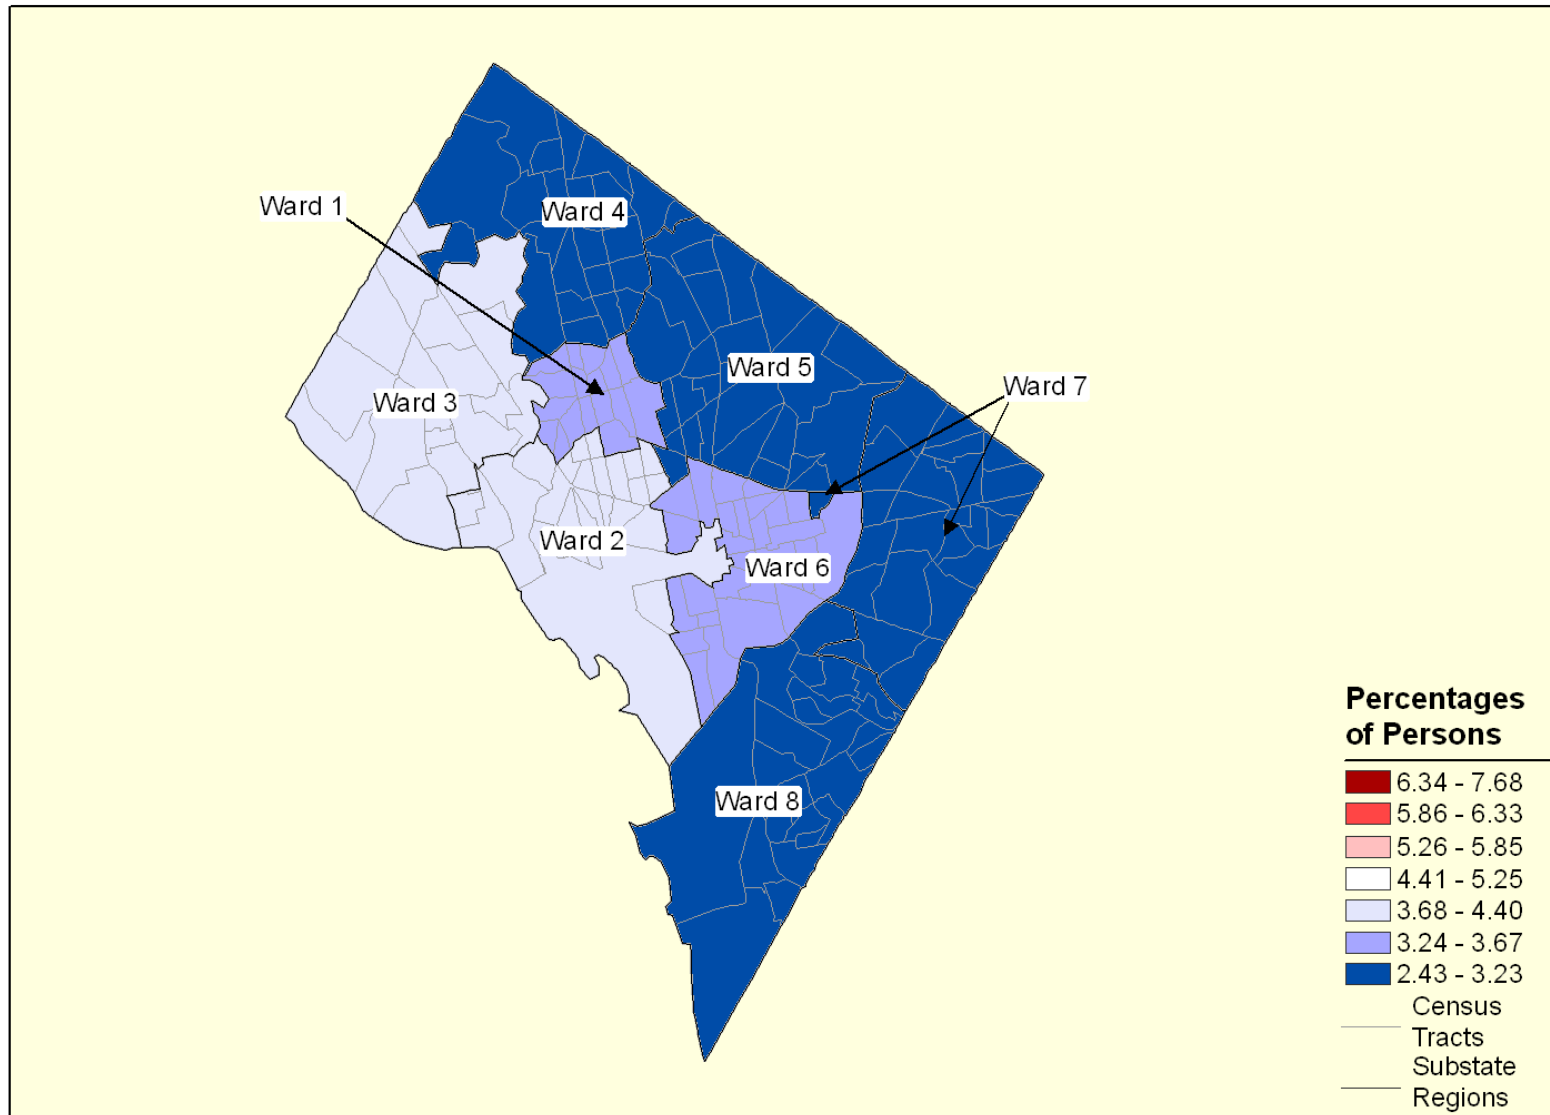 Ward 1
Ward 4
Ward 5
Ward 7
Ward 3
Ward 2
Ward 6
Ward 8
Percentages
of Persons
6.34 - 7.68
5.86 - 6.33
5.26 - 5.85
4.41 - 5.25
3.68 - 4.40
3.24 - 3.67
2.43 - 3.23
Census
Tracts
Substate
Regions